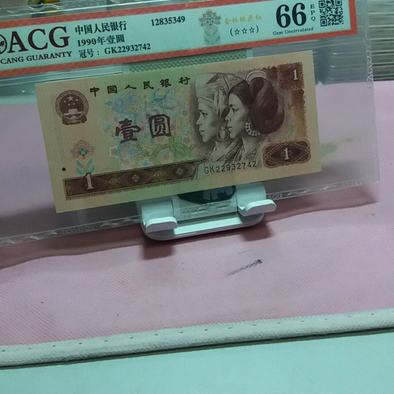 ACG
CANG GUARANTY
中国人民银行
1990年壹圆
冠号：GK22932742
12835349
(☆☆☆)
66
EPQ
Gem Uncirculated
中国人民银行
1
壹圆
GK22932742
1
1